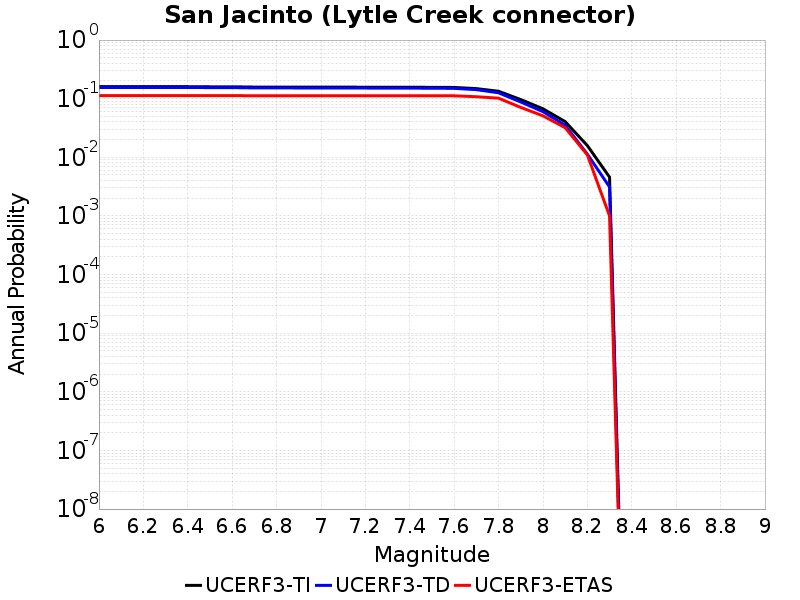 San Jacinto (Lytle Creek connector)
10^0
10^-1
10^-2
10^-3
10^-4
10^-5
10^-6
10^-7
10^-8
Annual Probability
6 6.2 6.4 6.6 6.8 7 7.2 7.4 7.6 7.8 8 8.2 8.4 8.6 8.8 9
Magnitude
UCERF3-TI UCERF3-TD UCERF3-ETAS